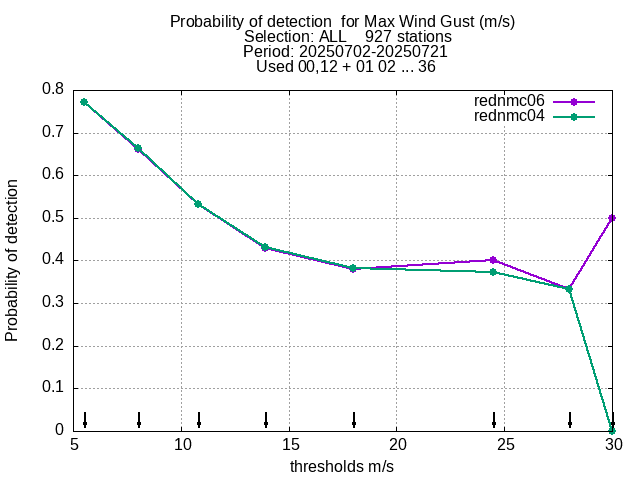 Probability of detection  for Max Wind Gust (m/s)
Selection: ALL    927 stations
Period: 20250702-20250721
Used 00,12 + 01 02 ... 36
rednmc06
rednmc04
Probability of detection
0.8
0.7
0.6
0.5
0.4
0.3
0.2
0.1
0
5 10 15 20 25 30
thresholds m/s